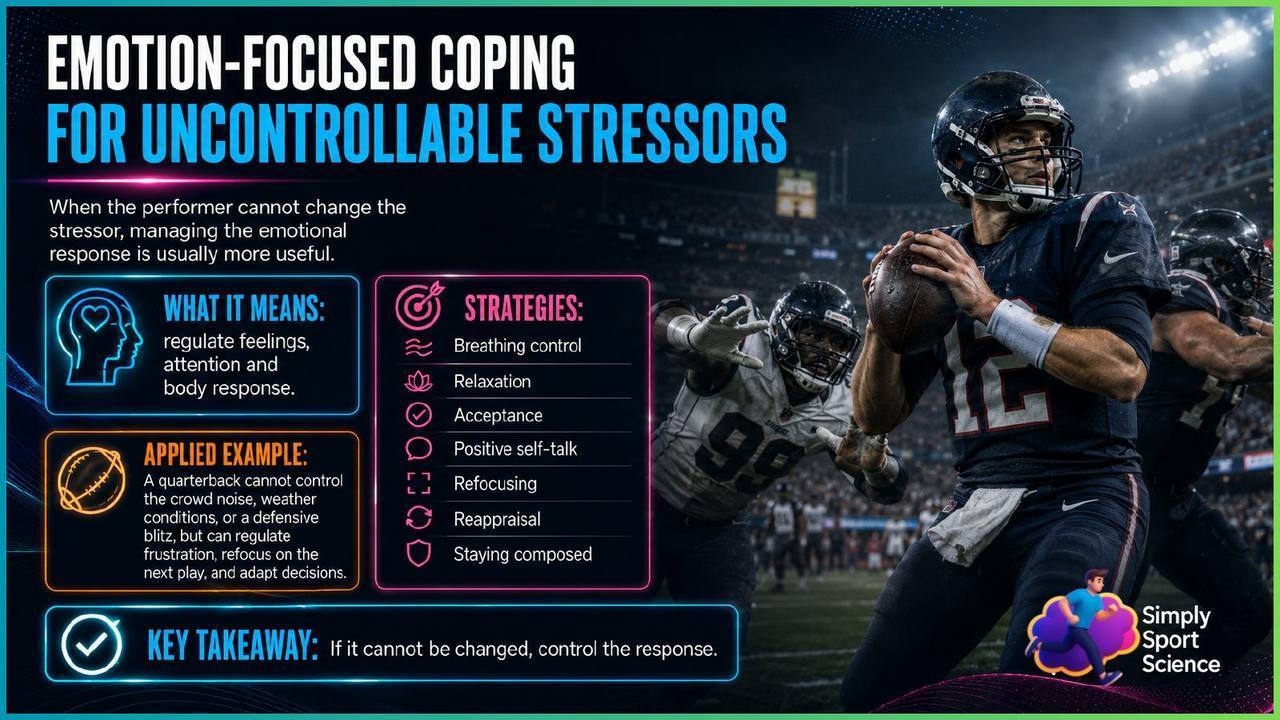 EMOTION-FOCUSED COPING
FOR UNCONTROLLABLE STRESSORS
When the performer cannot change the
stressor, managing the emotional
response is usually more useful.
WHAT IT MEANS:
regulate feelings,
attention and
body response.
APPLIED EXAMPLE:
A quarterback cannot control
the crowd noise, weather
conditions, or a defensive
blitz, but can regulate
frustration, refocus on the
next play, and adapt decisions.
STRATEGIES:
Breathing control
Relaxation
Acceptance
Positive self-talk
Refocusing
Reappraisal
Staying composed
KEY TAKEAWAY: If it cannot be changed, control the response.
99
12
Simply
Sport
Science